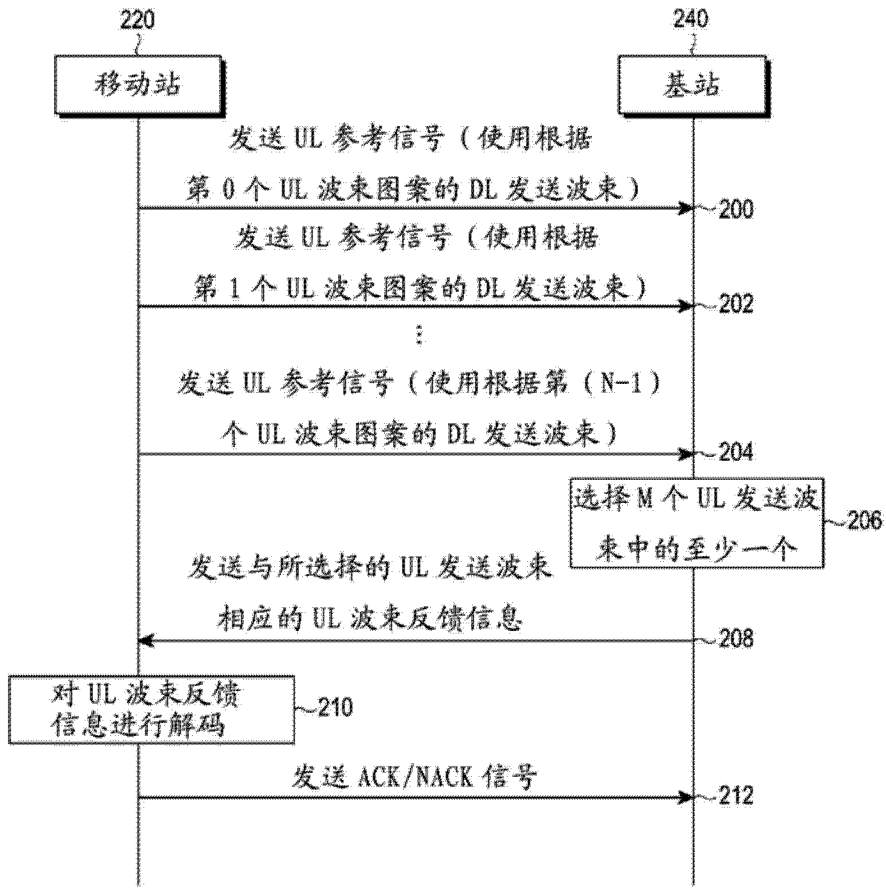 220
240
移动站
基站
发送 UL 参考信号 (使用根据
第 0 个 UL 波束图案的 DL 发送波束)
200
发送 UL 参考信号 (使用根据
第 1 个 UL 波束图案的 DL 发送波束)
202
⋮
发送 UL 参考信号 (使用根据第 (N-1)
个 UL 波束图案的 DL 发送波束)
204
选择 M 个 UL 发送波
束中的至少一个
206
发送与所选择的 UL 发送波束
相应的 UL 波束反馈信息
208
对 UL 波束反馈
信息进行解码
210
发送 ACK/NACK 信号
212